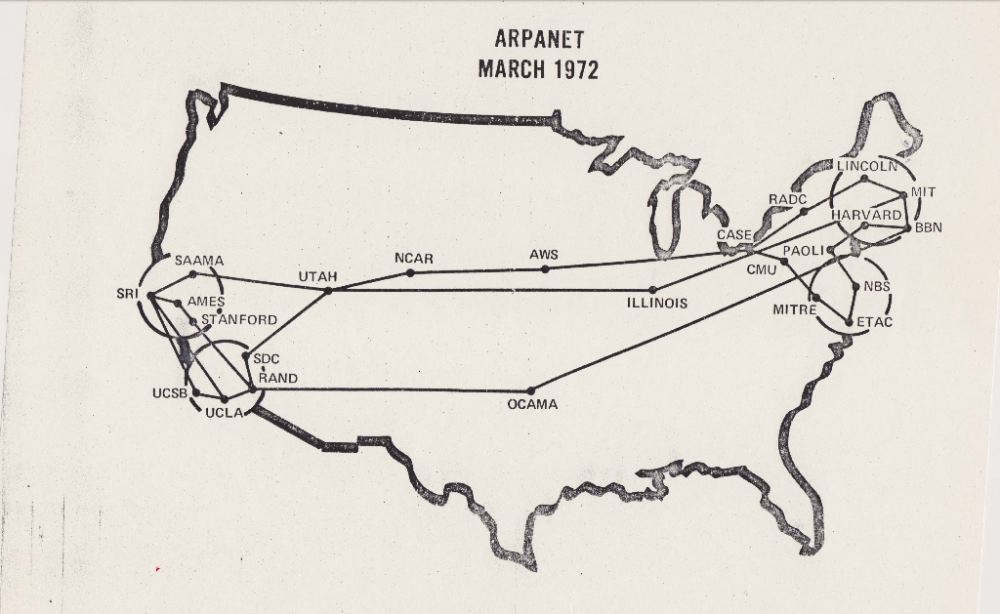 ARPANET
MARCH 1972
LINCOLN
MIT
RADC
HARVARD
BBN
CASE
PAOLI
CMU
NBS
MITRE
ETAC
SAAMA
SRI
AMES
STANFORD
UTAH
NCAR
AWS
ILLINOIS
SDC
RAND
UCSB
UCLA
OCAMA